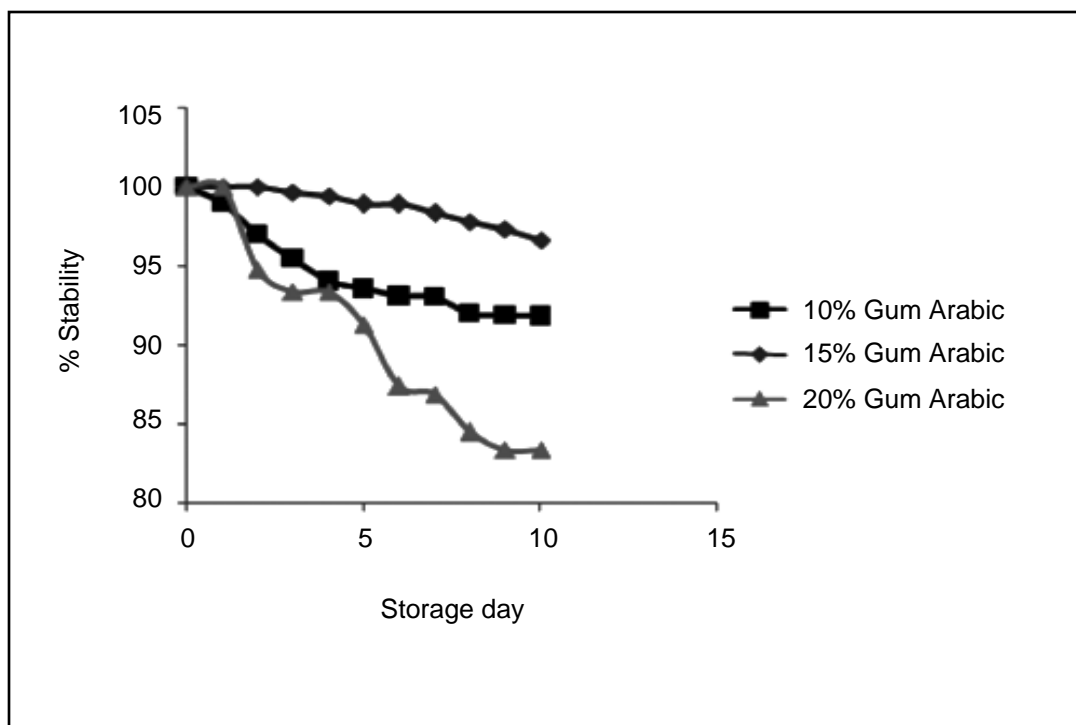 105
100
95
90
85
80
% Stability
0 5 10 15
Storage day
10% Gum Arabic
15% Gum Arabic
20% Gum Arabic